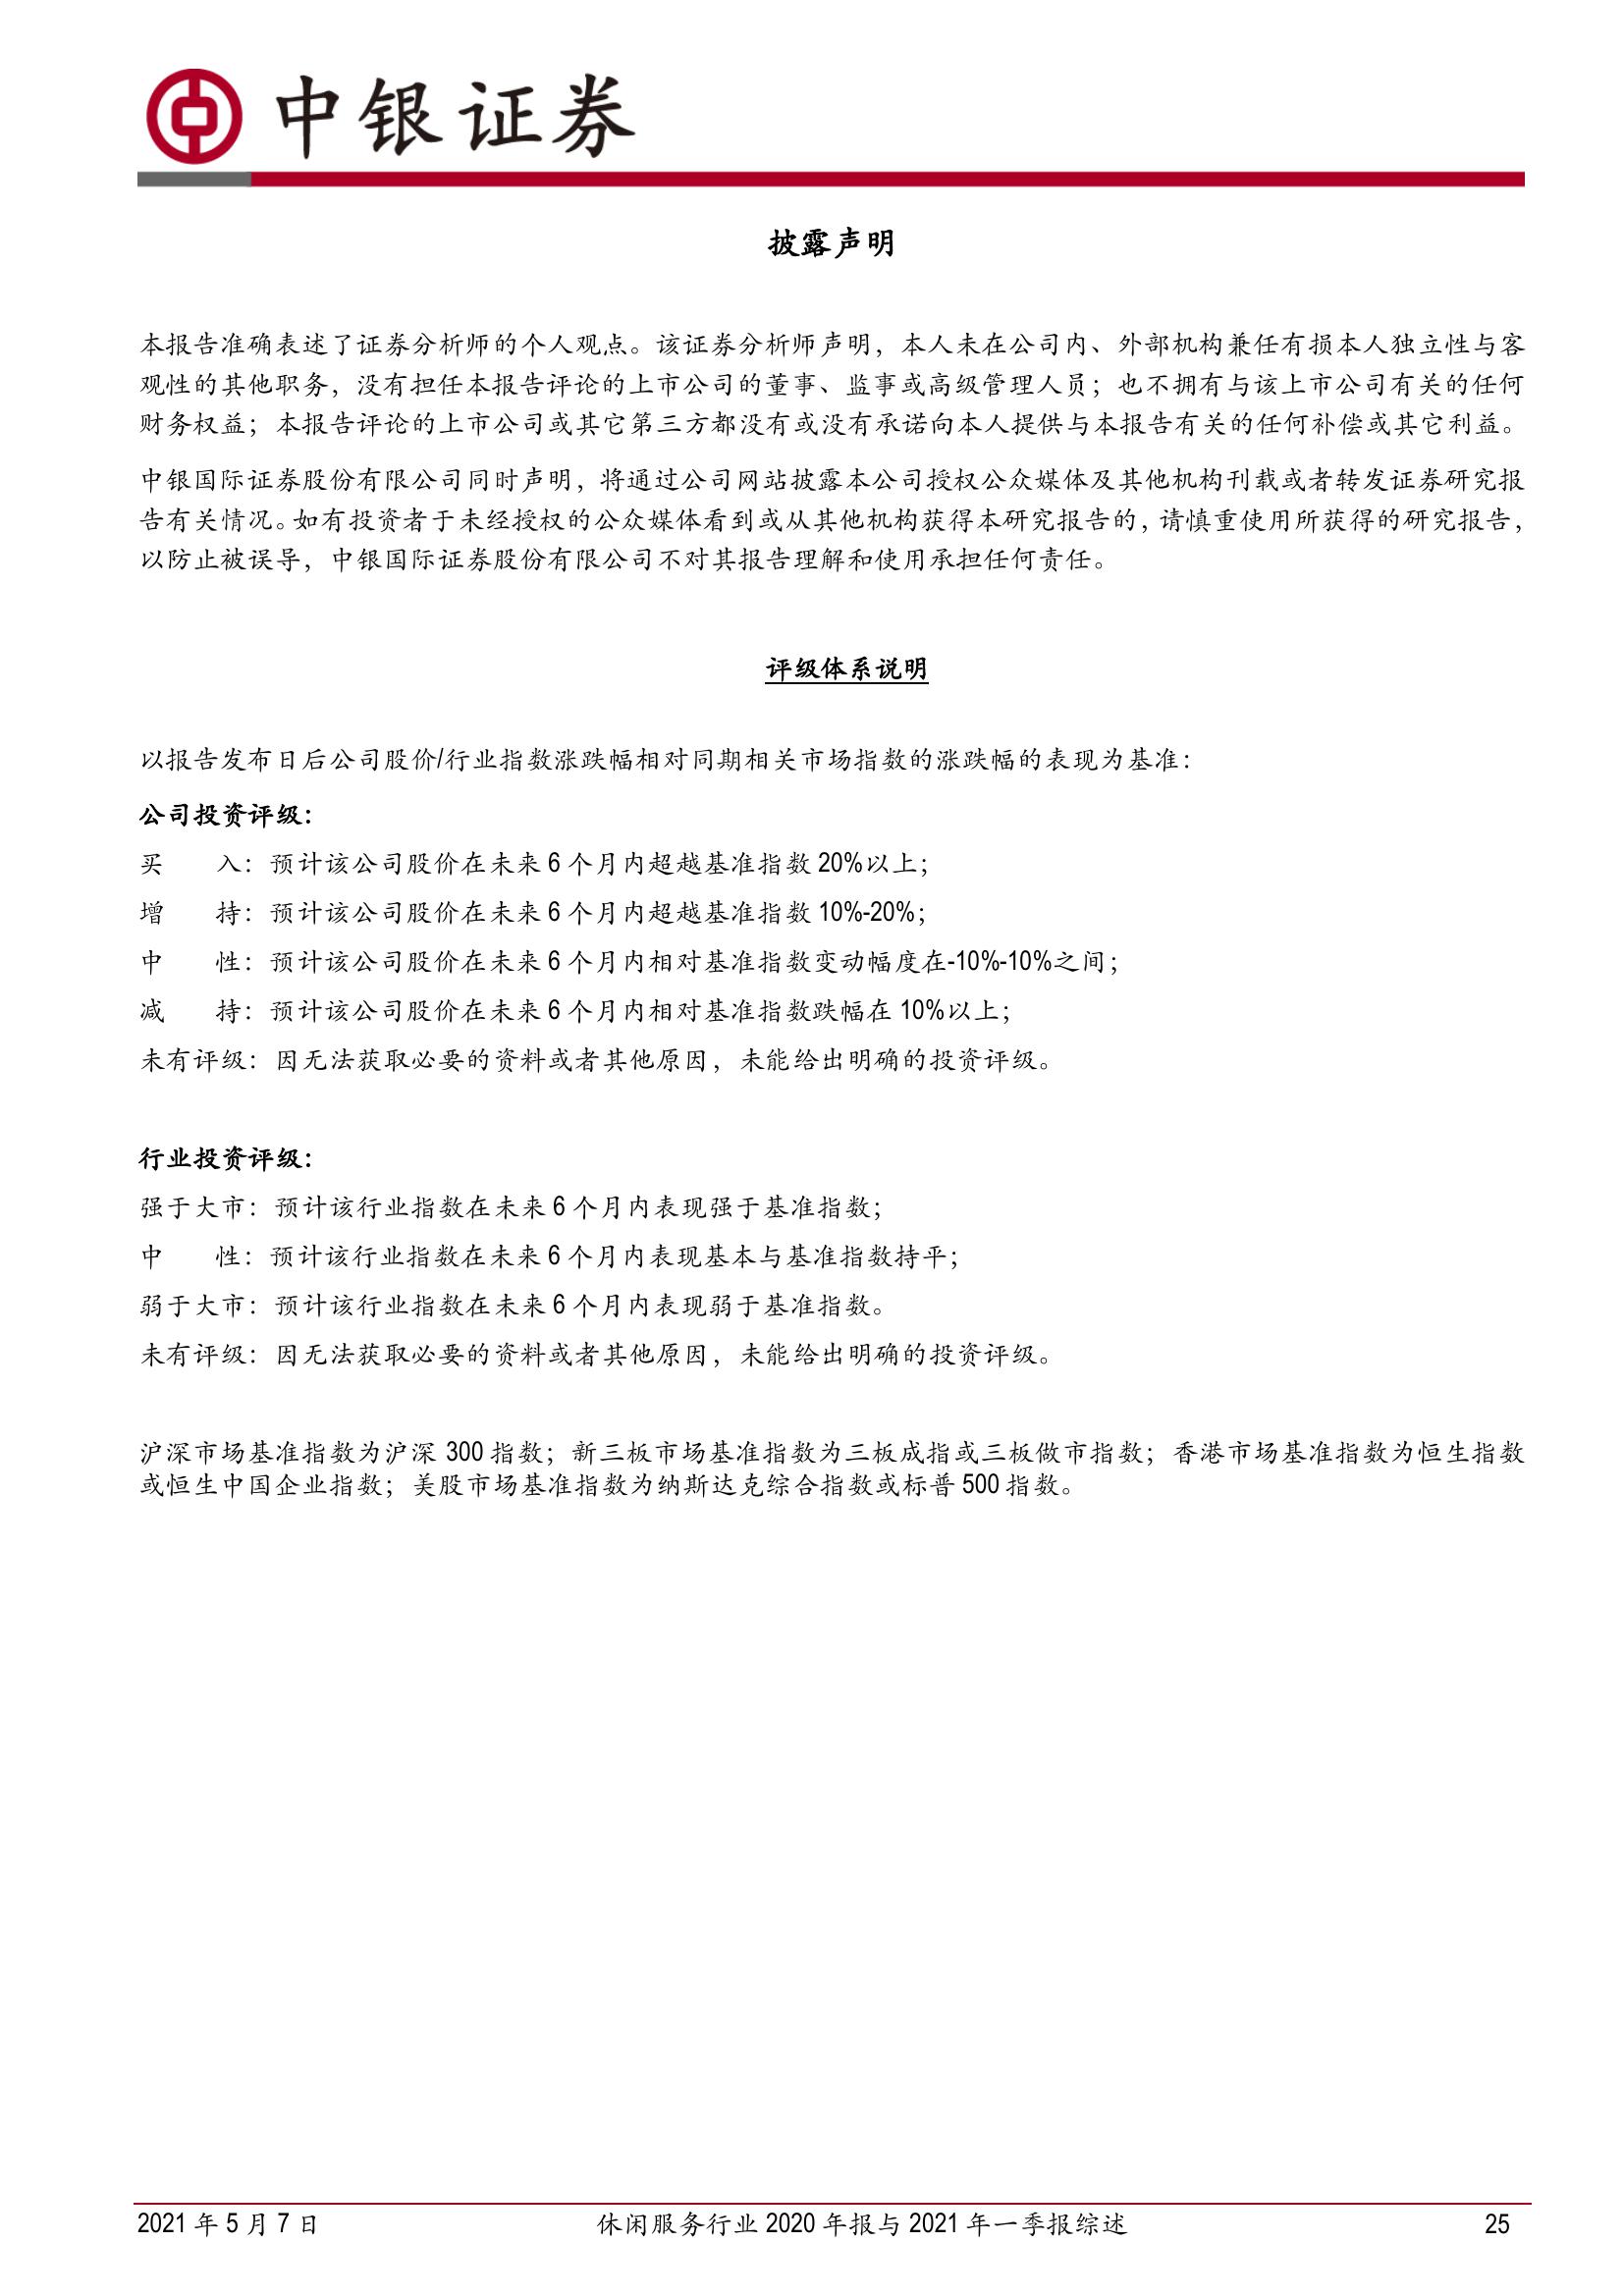 中银证券
披露声明
本报告准确表述了证券分析师的个人观点。该证券分析师声明，本人未在公司内、外部机构兼任有损本人独立性与客
观性的其他职务，没有担任本报告评论的上市公司的董事、监事或高级管理人员；也不拥有与该上市公司有关的任何
财务权益；本报告评论的上市公司或其它第三方都没有或没有承诺向本人提供与本报告有关的任何补偿或其它利益。
中银国际证券股份有限公司同时声明，将通过公司网站披露本公司授权公众媒体及其他机构刊载或者转发证券研究报
告有关情况。如有投资者于未经授权的公众媒体看到或从其他机构获得本研究报告的，请慎重使用所获得的研究报告，
以防止被误导，中银国际证券股份有限公司不对其报告理解和使用承担任何责任。
评级体系说明
以报告发布日后公司股价/行业指数涨跌幅相对同期相关市场指数的涨跌幅的表现为基准：
公司投资评级：
买　　入：预计该公司股价在未来 6 个月内超越基准指数 20%以上；
增　　持：预计该公司股价在未来 6 个月内超越基准指数 10%-20%；
中　　性：预计该公司股价在未来 6 个月内相对基准指数变动幅度在-10%-10%之间；
减　　持：预计该公司股价在未来 6 个月内相对基准指数跌幅在 10%以上；
未有评级：因无法获取必要的资料或者其他原因，未能给出明确的投资评级。
行业投资评级：
强于大市：预计该行业指数在未来 6 个月内表现强于基准指数；
中　　性：预计该行业指数在未来 6 个月内表现基本与基准指数持平；
弱于大市：预计该行业指数在未来 6 个月内表现弱于基准指数。
未有评级：因无法获取必要的资料或者其他原因，未能给出明确的投资评级。
沪深市场基准指数为沪深 300 指数；新三板市场基准指数为三板成指或三板做市指数；香港市场基准指数为恒生指数
或恒生中国企业指数；美股市场基准指数为纳斯达克综合指数或标普 500 指数。
2021 年 5 月 7 日 休闲服务行业 2020 年报与 2021 年一季报综述 25